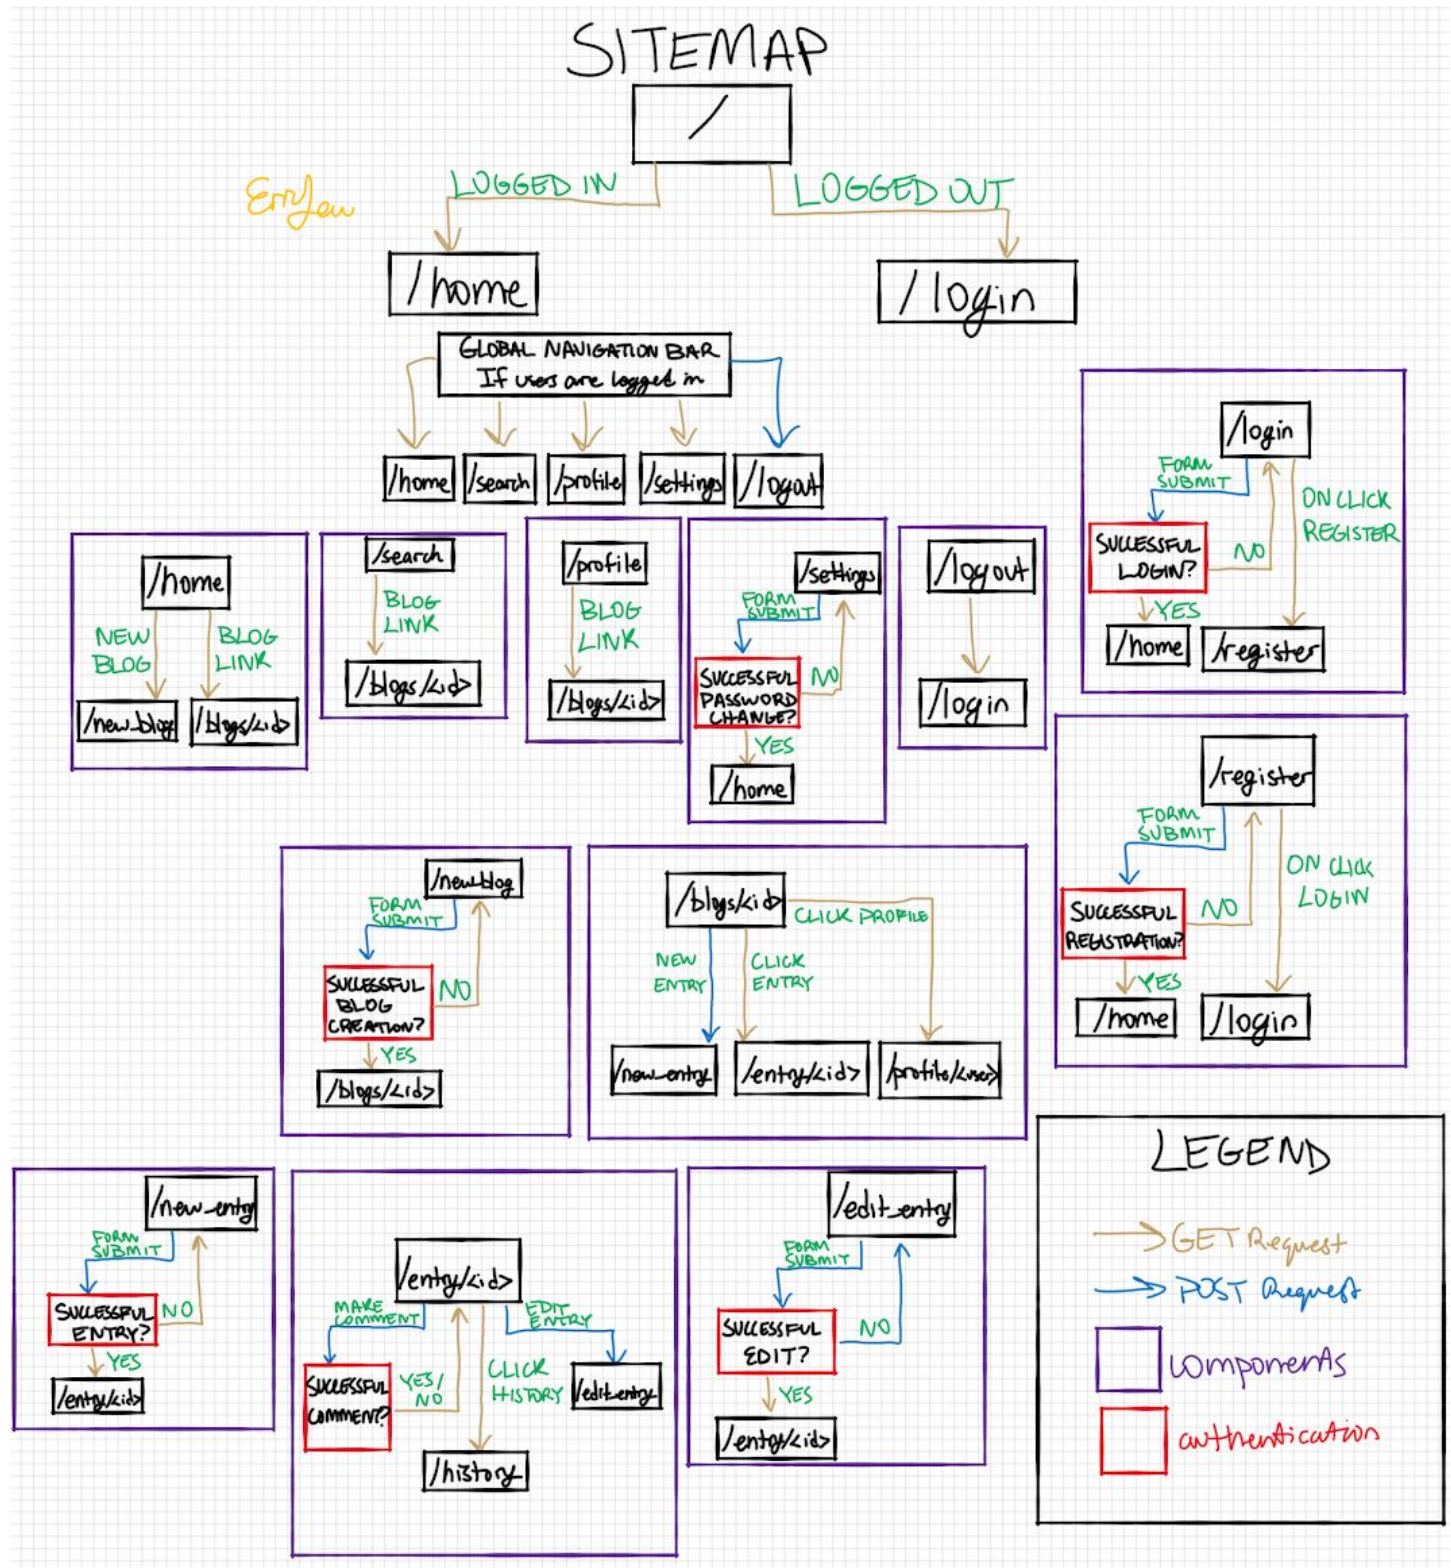 SITEMAP
/
LOGGED IN
LOGGED OUT
/home
/login
GLOBAL NAVIGATION BAR
If users are logged in
/home
/search
/profile
/settings
/logout
/home
NEW
BLOG
BLOG
LINK
/new_blog
/blogs/<id>
/search
BLOG
LINK
/blogs/<id>
/profile
BLOG
LINK
/blogs/<id>
/settings
FORM
SUBMIT
SUCCESSFUL
PASSWORD
CHANGE?
NO
YES
/home
/logout
/login
/login
FORM
SUBMIT
ON CLICK
REGISTER
SUCCESSFUL
LOGIN?
NO
YES
/home
/register
/register
FORM
SUBMIT
ON CLICK
LOGIN
SUCCESSFUL
REGISTRATION?
NO
YES
/home
/login
/new_blog
FORM
SUBMIT
SUCCESSFUL
BLOG
CREATION?
NO
YES
/blogs/<id>
/blogs/<id>
CLICK PROFILE
NEW
ENTRY
CLICK
ENTRY
/new_entry
/entry/<id>
/profile/<user>
/new_entry
FORM
SUBMIT
SUCCESSFUL
ENTRY?
NO
YES
/entry/<id>
/entry/<id>
MAKE
COMMENT
EDIT
ENTRY
SUCCESSFUL
COMMENT?
YES/
NO
CLICK
HISTORY
/edit_entry
/history
/edit_entry
FORM
SUBMIT
SUCCESSFUL
EDIT?
NO
YES
/entry/<id>
LEGEND
GET Request
POST Request
components
authentication